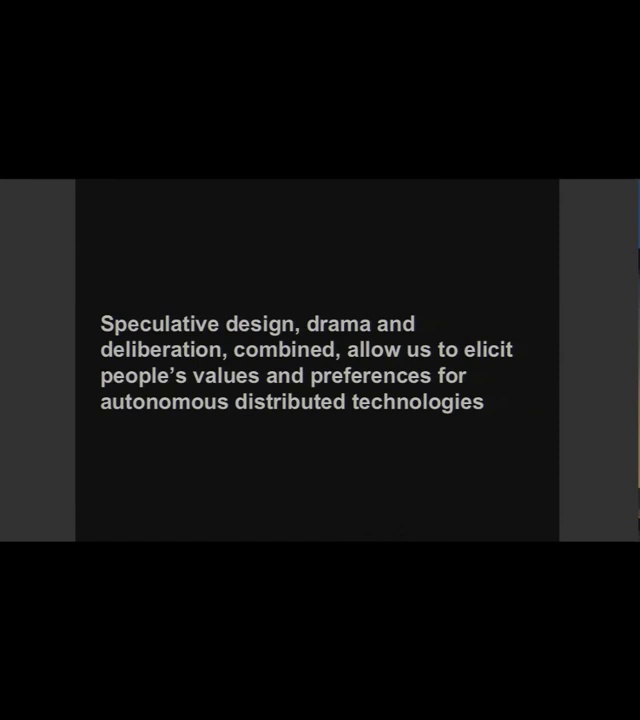 Speculative design, drama and
deliberation, combined, allow us to elicit
people’s values and preferences for
autonomous distributed technologies